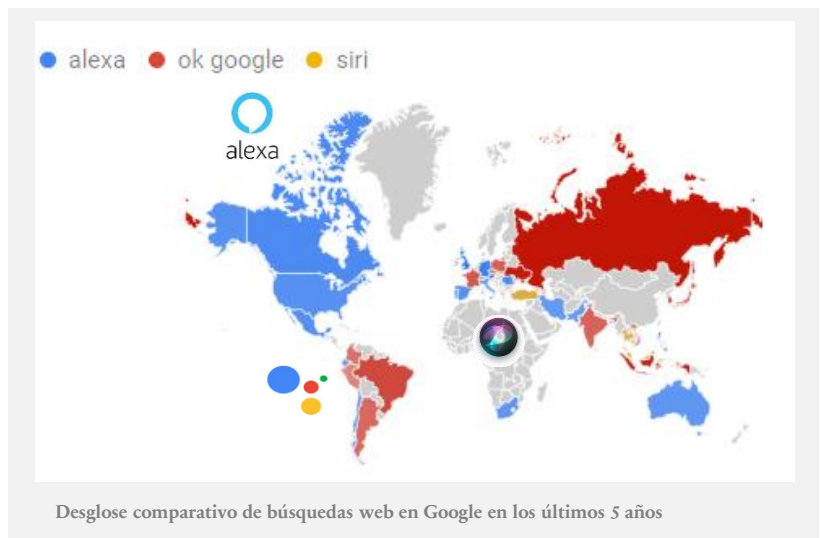 alexa ok google siri
alexa
Desglose comparativo de búsquedas web en Google en los últimos 5 años